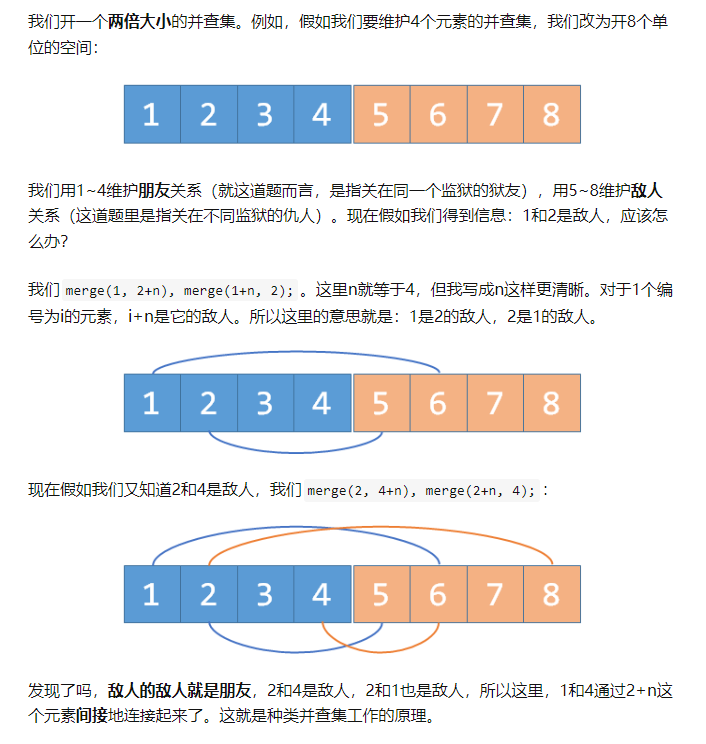 我们开一个两倍大小的并查集。例如，假如我们要维护4个元素的并查集，我们改为开8个单
位的空间：
1 2 3 4 5 6 7 8
我们用1~4维护朋友关系（就这道题而言，是指关在同一个监狱的狱友），用5~8维护敌人
关系（这道题里是指关在不同监狱的仇人）。现在假如我们得到信息：1和2是敌人，应该怎
么办？
我们 merge(1, 2+n), merge(1+n, 2); 。这里n就等于4，但我写成n这样更清晰。对于1个编
号为i的元素，i+n是它的敌人。所以这里的意思就是：1是2的敌人，2是1的敌人。
1 2 3 4 5 6 7 8
现在假如我们又知道2和4是敌人，我们 merge(2, 4+n), merge(2+n, 4); ：
1 2 3 4 5 6 7 8
发现了吗，敌人的敌人就是朋友，2和4是敌人，2和1也是敌人，所以这里，1和4通过2+n这
个元素间接地连接起来了。这就是种类并查集工作的原理。